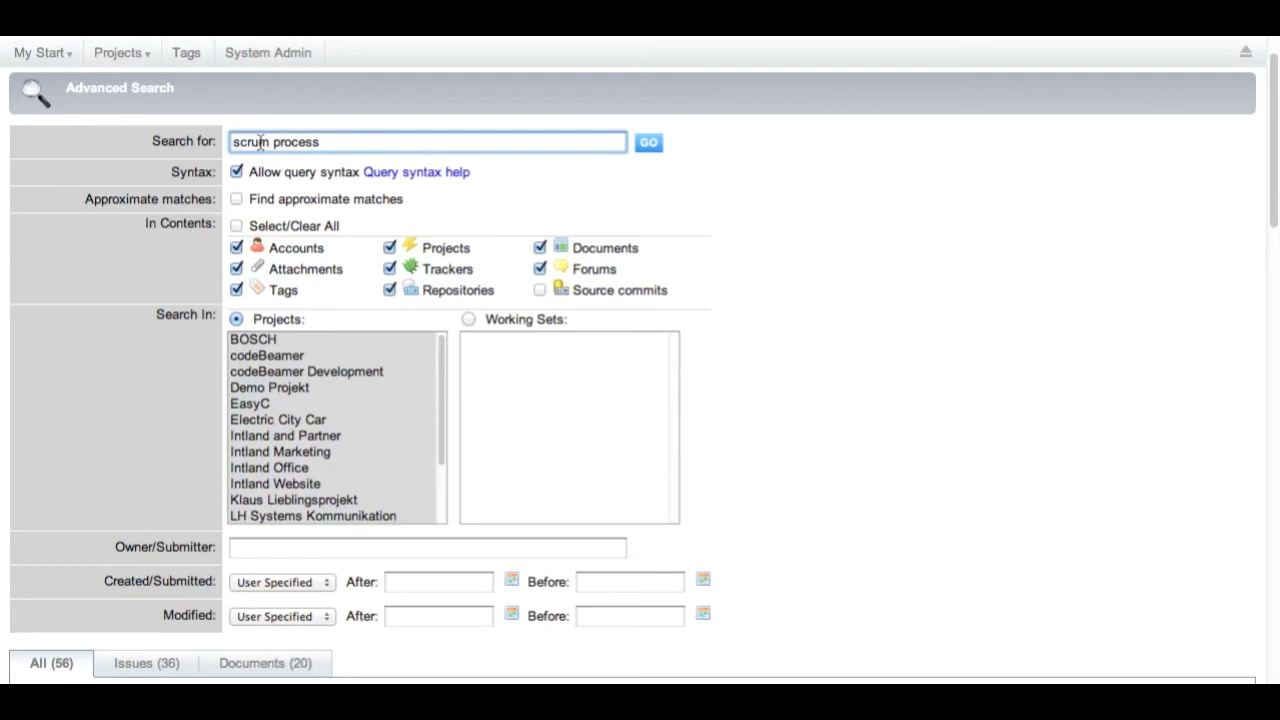 My Start Projects Tags System Admin
Advanced Search
Search for: scrum process GO
Syntax: Allow query syntax Query syntax help
Approximate matches: Find approximate matches
In Contents: Select/Clear All
Accounts Projects Documents
Attachments Trackers Forums
Tags Repositories Source commits
Search In: Projects: Working Sets:
BOSCH
codeBeamer
codeBeamer Development
Demo Projekt
EasyC
Electric City Car
Intland and Partner
Intland Marketing
Intland Office
Intland Website
Klaus Lieblingsprojekt
LH Systems Kommunikation
Owner/Submitter:
Created/Submitted: User Specified After: Before:
Modified: User Specified After: Before:
All (56) Issues (36) Documents (20)